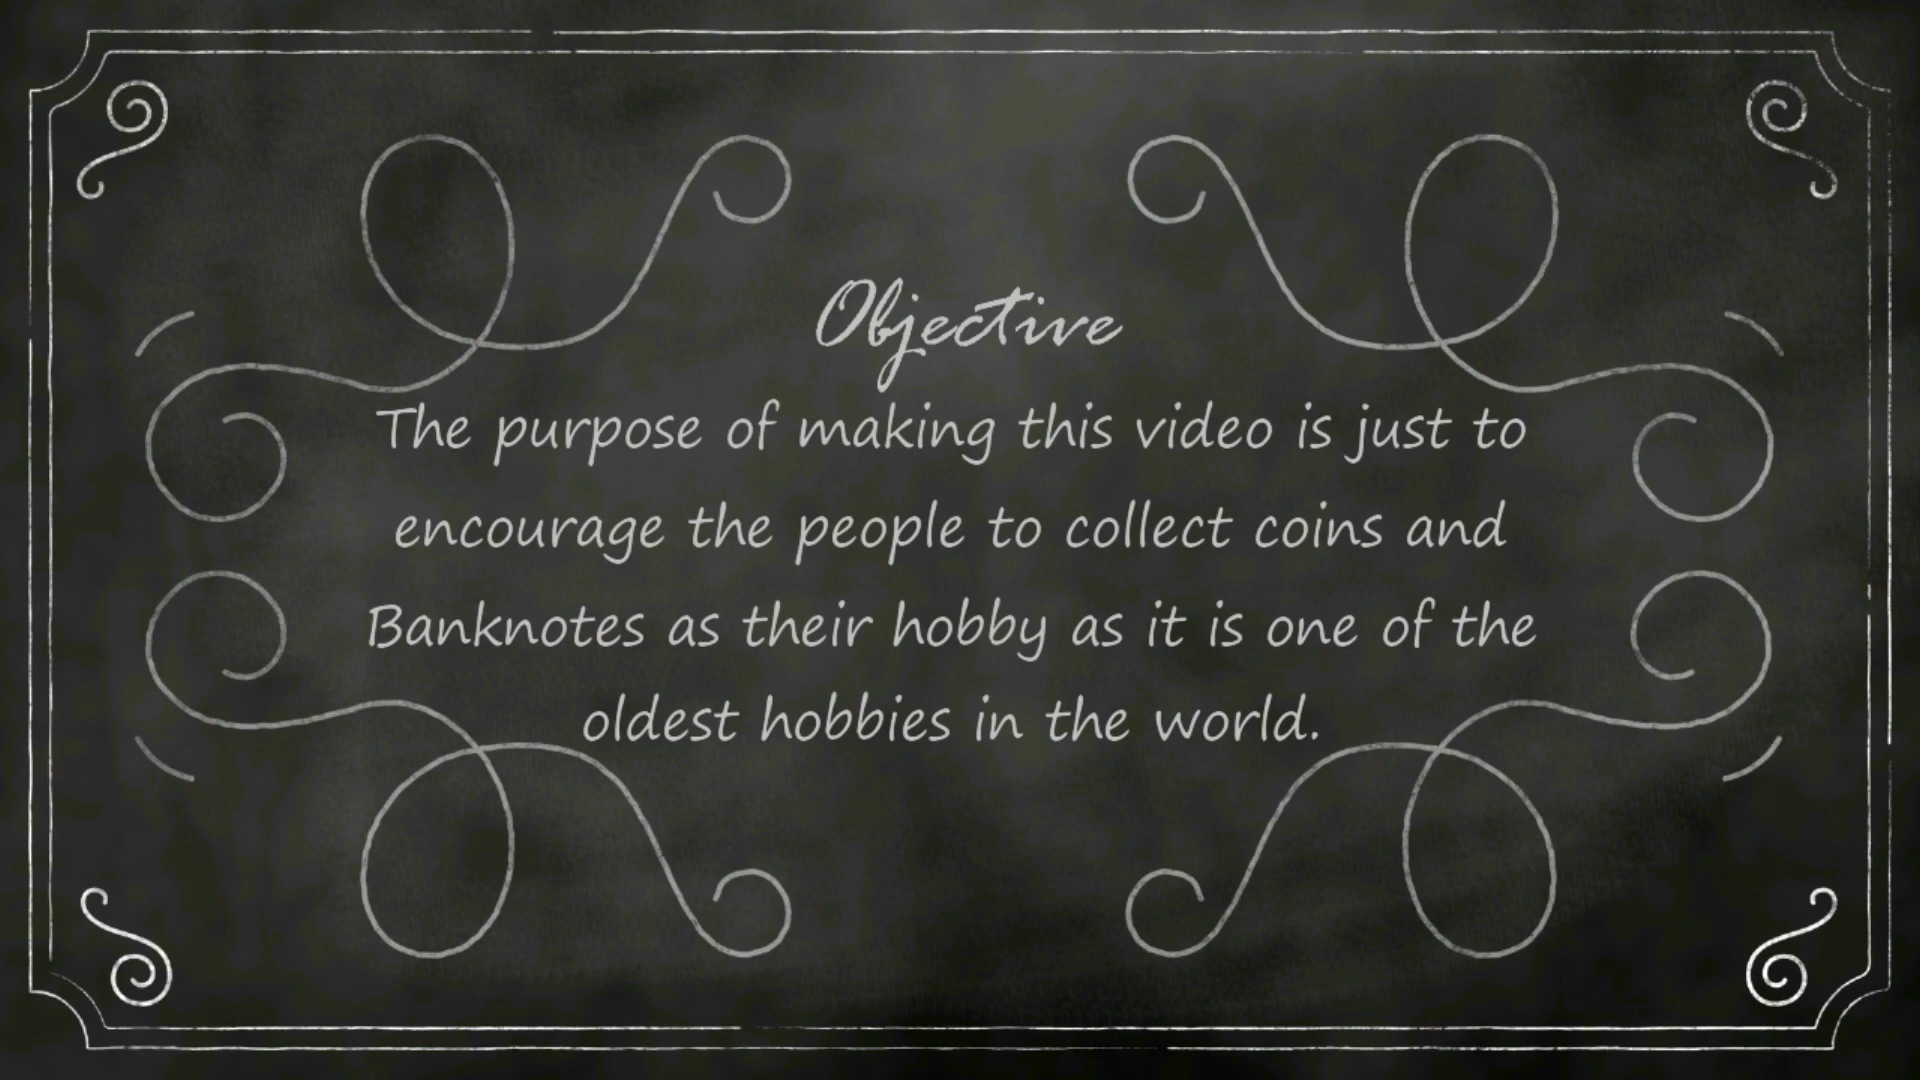 Objective
The purpose of making this video is just to
encourage the people to collect coins and
Banknotes as their hobby as it is one of the
oldest hobbies in the world.